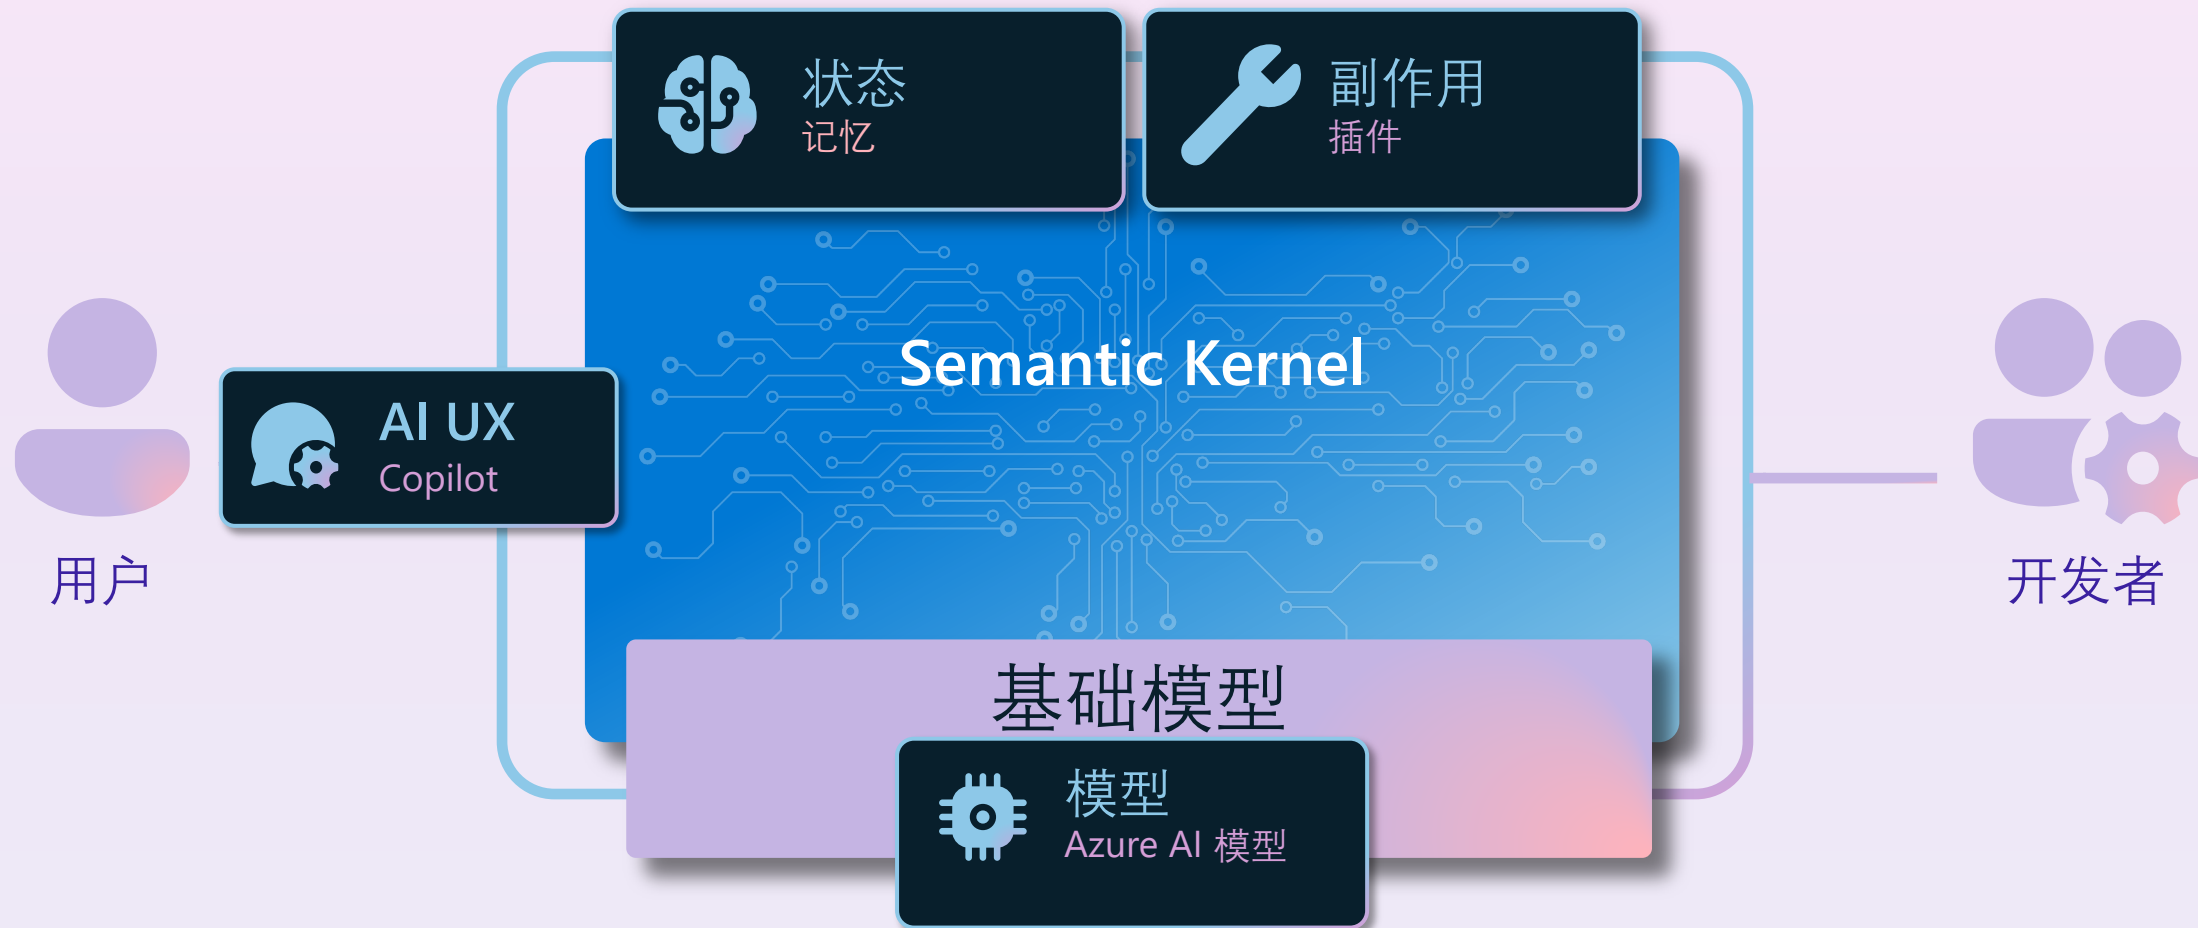 状态
记忆
副作用
插件
Semantic Kernel
AI UX
Copilot
用户
开发者
基础模型
模型
Azure AI 模型